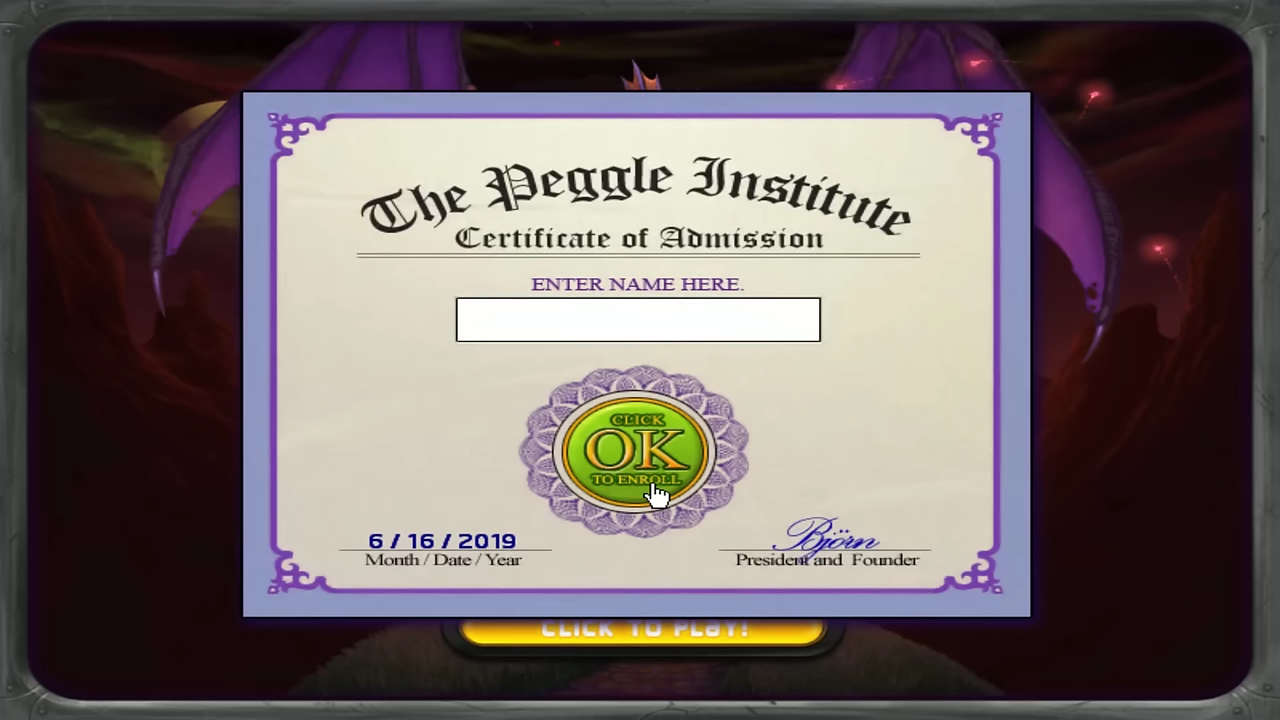 The Peggle Institute
Certificate of Admission
ENTER NAME HERE.
CLICK
OK
TO ENROLL
6 / 16 / 2019
Björn
Month / Date / Year
President and Founder
CLICK TO PLAY!